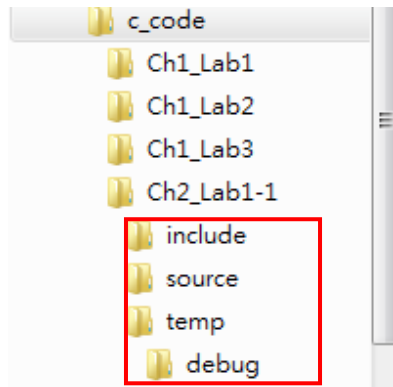 c_code
Ch1_Lab1
Ch1_Lab2
Ch1_Lab3
Ch2_Lab1-1
include
source
temp
debug